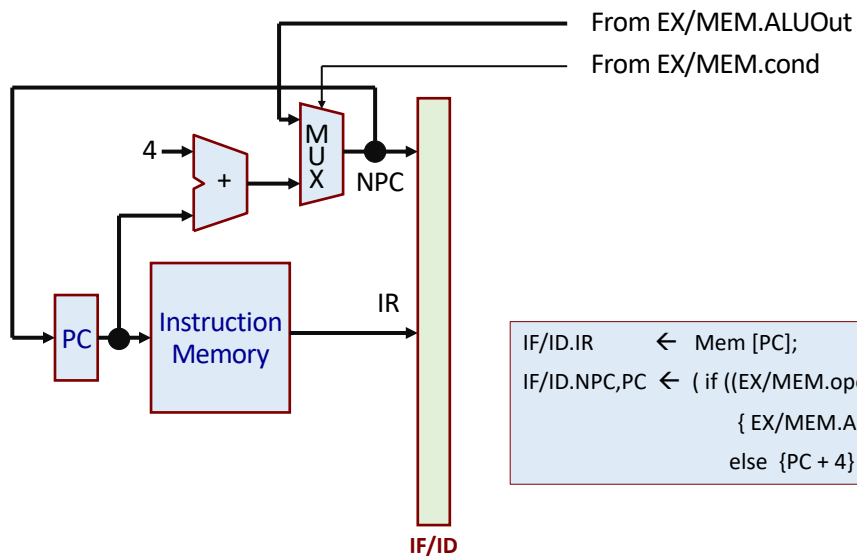 From EX/MEM.ALUOut
From EX/MEM.cond
M
U
X
4
+
NPC
IR
PC
Instruction
Memory
IF/ID.IR ← Mem [PC];
IF/ID.NPC,PC ← ( if ((EX/MEM.op
{ EX/MEM.A
else {PC + 4}
IF/ID